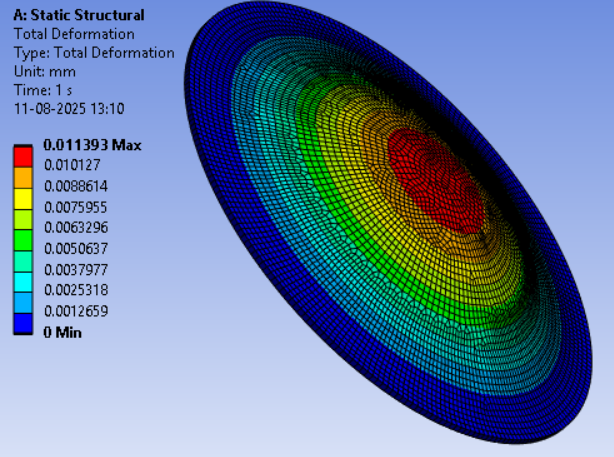 A: Static Structural
Total Deformation
Type: Total Deformation
Unit: mm
Time: 1 s
11-08-2025 13:10
0.011393 Max
0.010127
0.0088614
0.0075955
0.0063296
0.0050637
0.0037977
0.0025318
0.0012659
0 Min